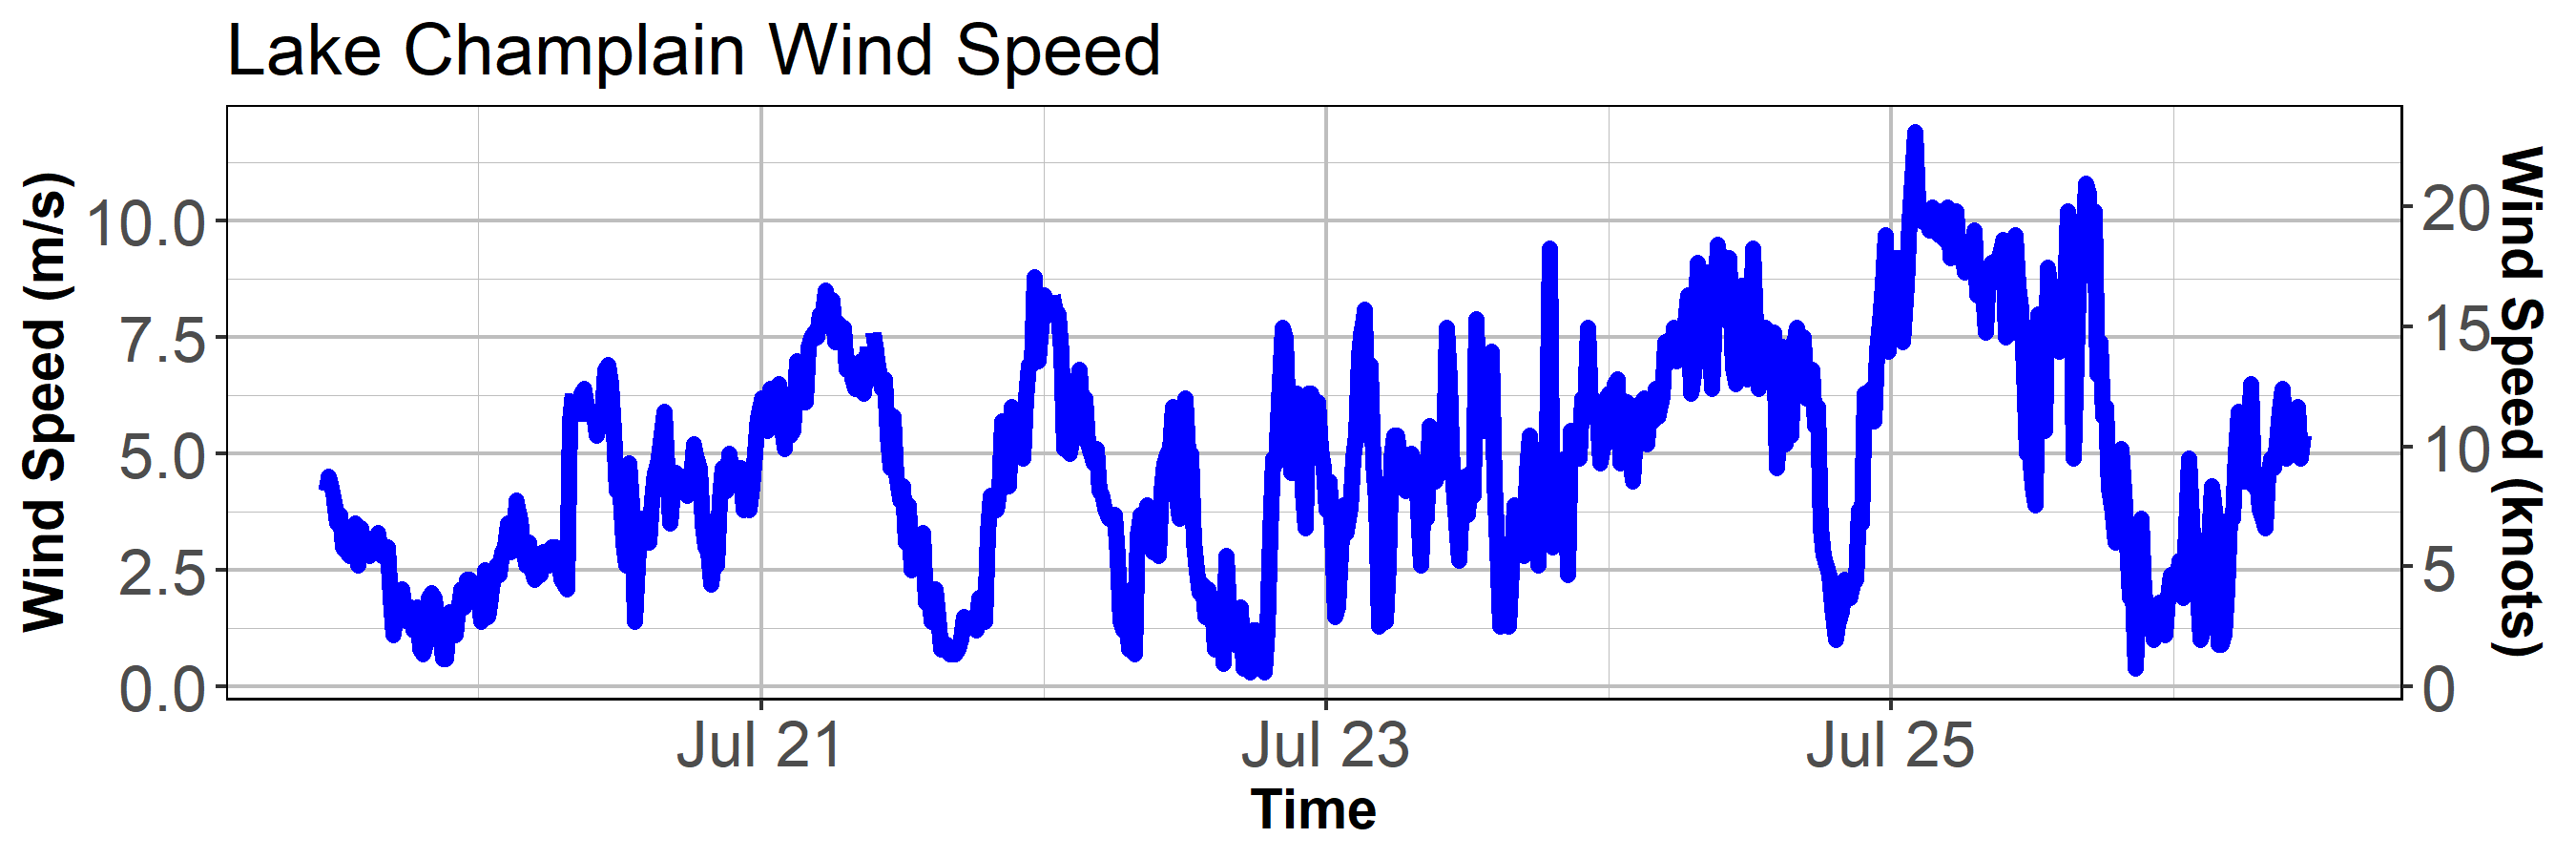 Lake Champlain Wind Speed
Wind Speed (m/s)
10.0
7.5
5.0
2.5
0.0
20
15
10
5
0
Wind Speed (knots)
Jul 21
Jul 23
Jul 25
Time